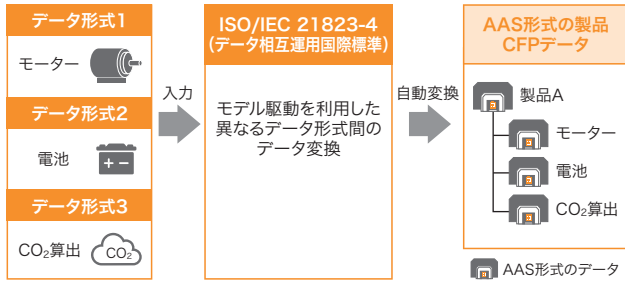 データ形式1
モーター
データ形式2
電池
データ形式3
CO₂算出
CO₂
入力
ISO/IEC 21823-4
(データ相互運用国際標準)
モデル駆動を利用した
異なるデータ形式間の
データ変換
自動変換
AAS形式の製品
CFPデータ
製品A
モーター
電池
CO₂算出
AAS形式のデータ